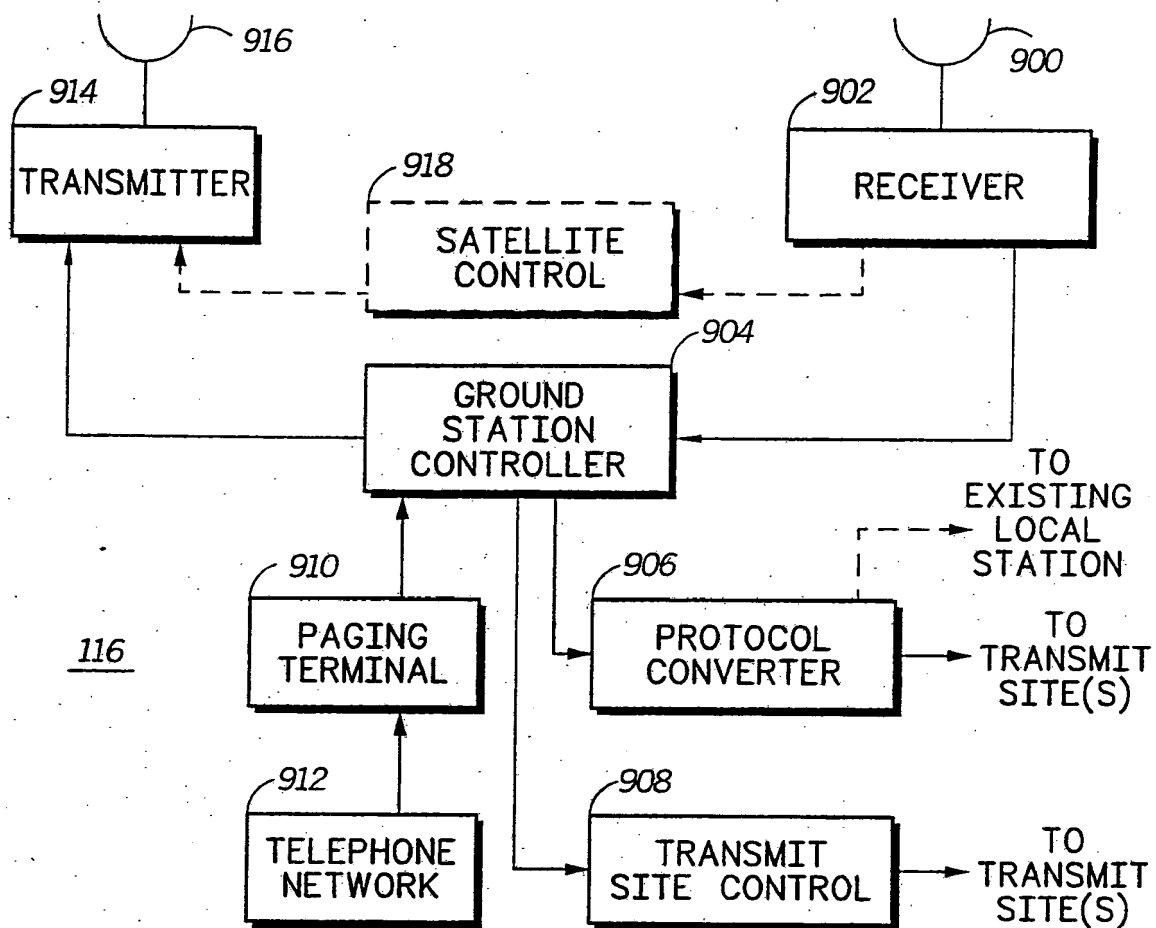 916
900
914
902
TRANSMITTER
RECEIVER
918
SATELLITE
CONTROL
904
GROUND
STATION
CONTROLLER
TO
EXISTING
LOCAL
STATION
910
906
116
PAGING
TERMINAL
PROTOCOL
CONVERTER
TO
TRANSMIT
SITE(S)
912
908
TELEPHONE
NETWORK
TRANSMIT
SITE CONTROL
TO
TRANSMIT
SITE(S)